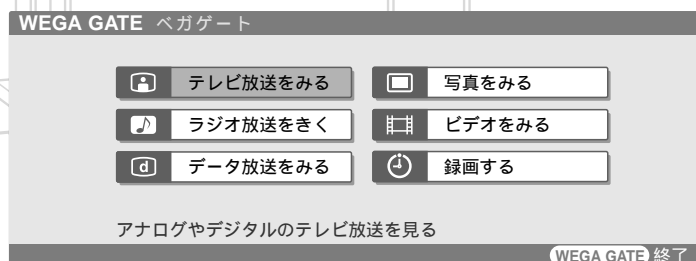 WEGA GATE ベガゲート
テレビ放送をみる
写真をみる
ラジオ放送をきく
ビデオをみる
d データ放送をみる
録画する
アナログやデジタルのテレビ放送を見る
WEGA GATE 終了